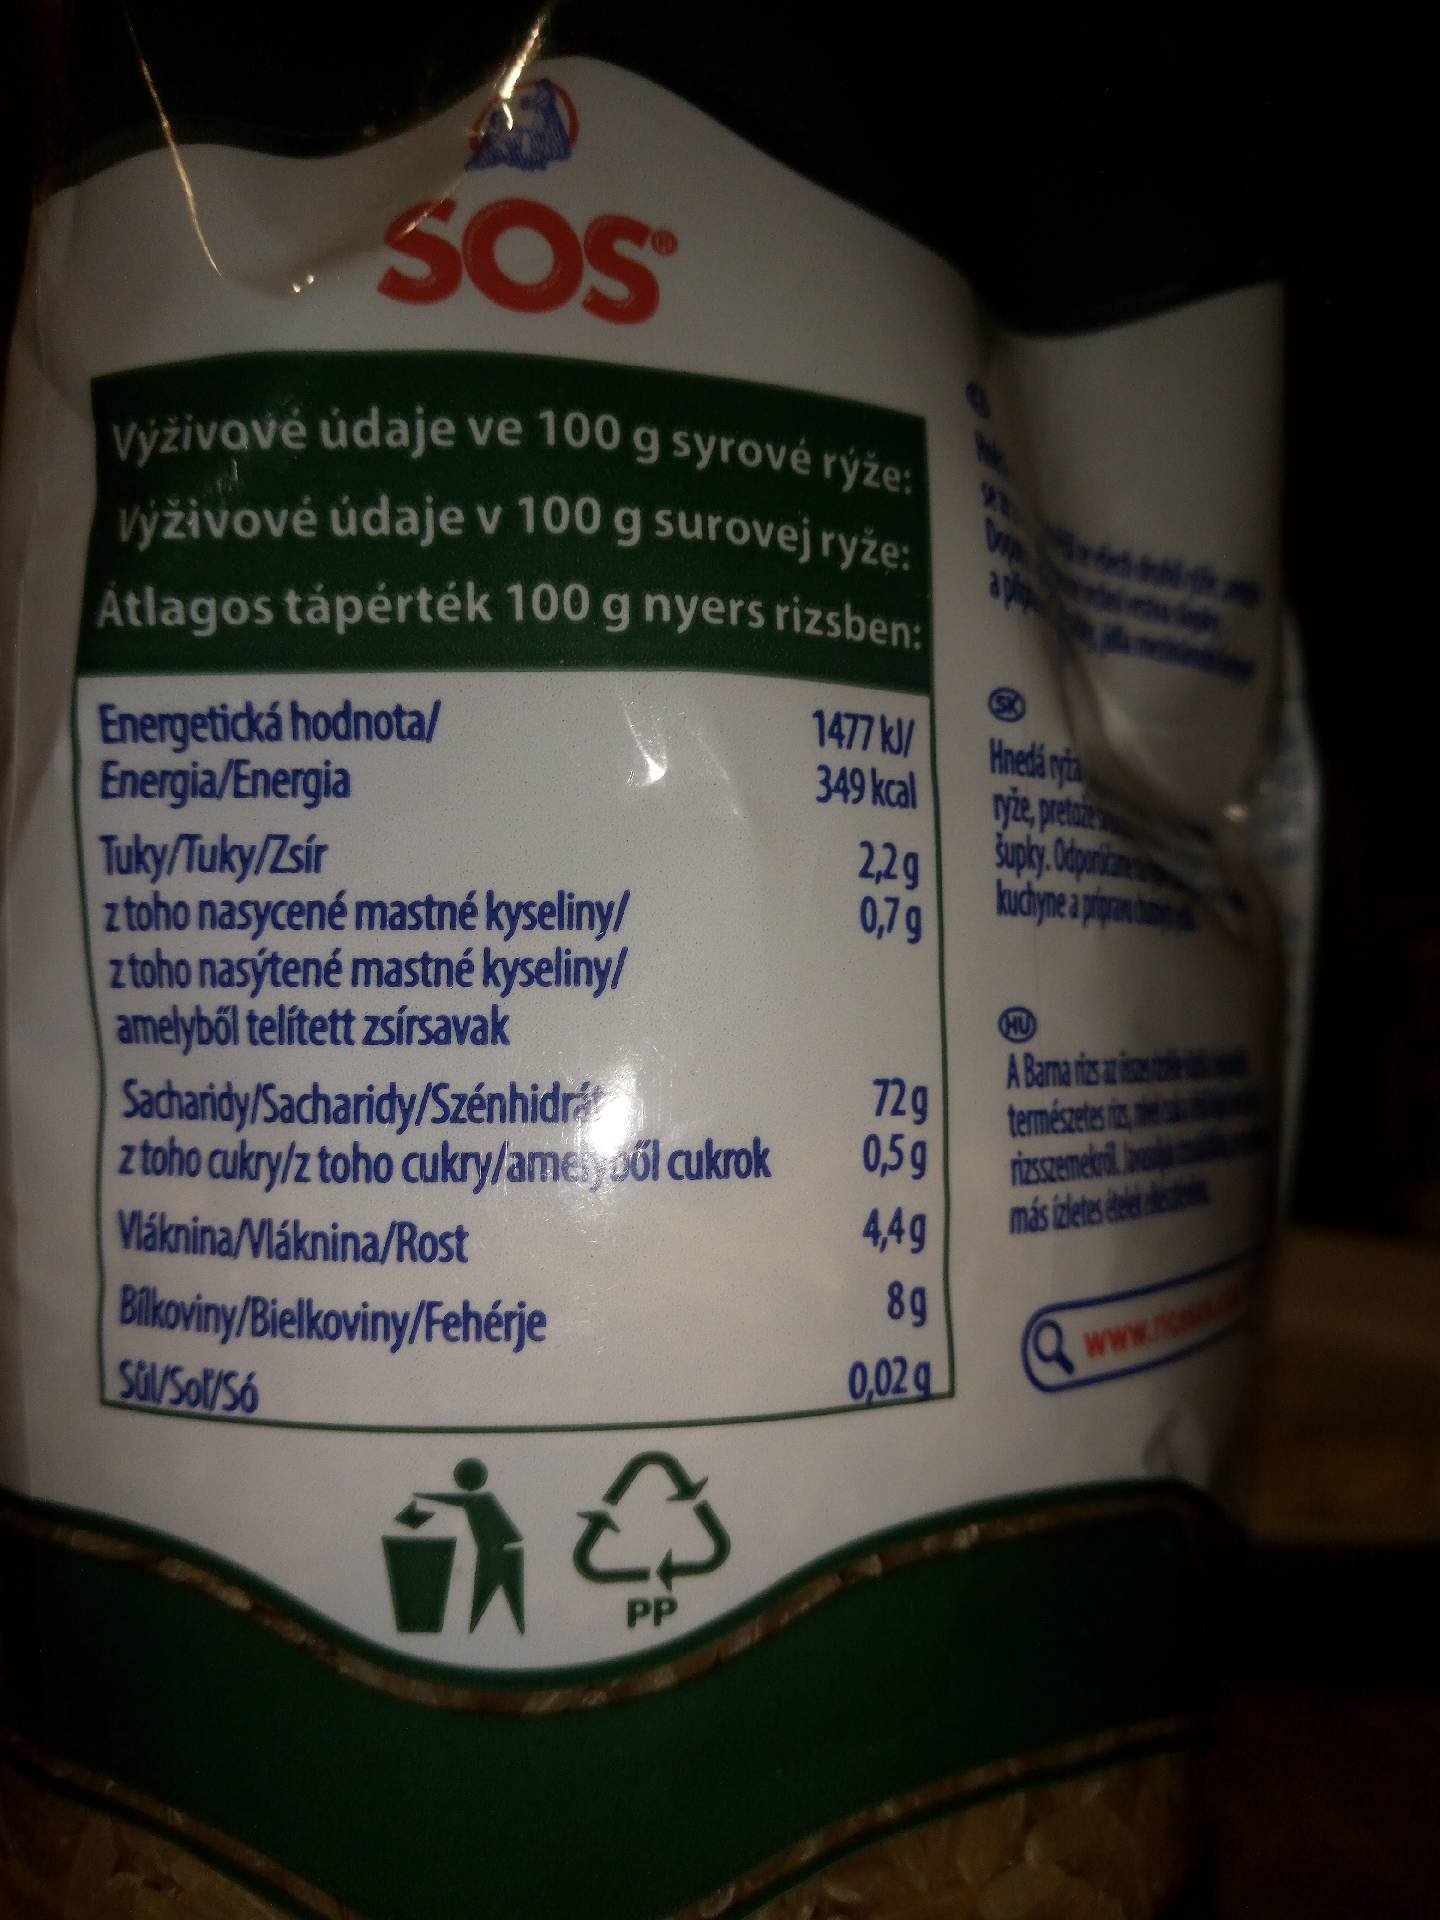 SOS®
Výživové údaje ve 100 g syrové rýže:
Výživové údaje v 100 g surovej ryže:
Átlagos tápérték 100 g nyers rizsben:
Energetická hodnota/ 1477 kJ/
Energia/Energia 349 kcal
Tuky/Tuky/Zsír 2,2 g
z toho nasycené mastné kyseliny/ 0,7 g
z toho nasýtené mastné kyseliny/
amelyből telített zsírsavak
Sacharidy/Sacharidy/Szénhidrát 72 g
z toho cukry/z toho cukry/amelyből cukrok 0,5 g
Vláknina/Vláknina/Rost 4,4 g
Bílkoviny/Bielkoviny/Fehérje 8 g
Sůl/Soľ/Só 0,02 g
PP
SK
Hnedá ryža
ryže, pretože
šupky. Odporúčame
kuchyne a
HU
A Barna rizs az
természetes rizs,
rizsszemekről.
más ízletes ételek